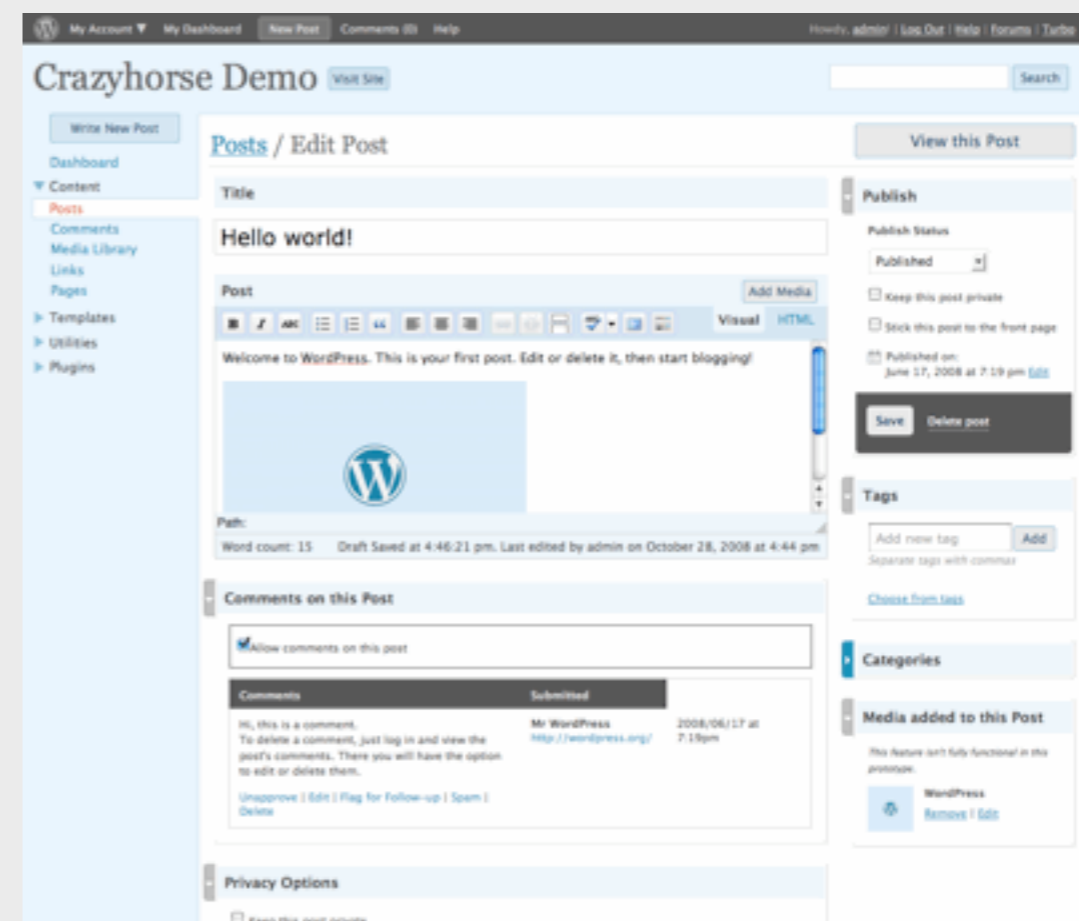 My Account ▼ My Dashboard New Post Comments (0) Help
Howdy, admin! | Log Out | Help | Forums | Turbo
Crazyhorse Demo Visit Site
Search
Write New Post
Dashboard
Content
Posts
Comments
Media Library
Links
Pages
Templates
Utilities
Plugins
Posts / Edit Post
Title
Hello world!
Post
Add Media
Visual HTML
Welcome to WordPress. This is your first post. Edit or delete it, then start blogging!
Path:
Word count: 15 Draft Saved at 4:46:21 pm. Last edited by admin on October 28, 2008 at 4:44 pm
Comments on this Post
Allow comments on this post
Comments Submitted
Hi, this is a comment.
To delete a comment, just log in and view the
post's comments. There you will have the option
to edit or delete them.
Unapprove | Edit | Flag for Follow-up | Spam |
Delete
Mr WordPress
http://wordpress.org/
2008/06/17 at
7:19pm
Privacy Options
Keep this post private
View this Post
Publish
Publish Status
Published
Keep this post private
Stick this post to the front page
Published on:
June 17, 2008 at 7:19 pm Edit
Save Delete post
Tags
Add new tag Add
Separate tags with commas
Choose from tags
Categories
Media added to this Post
This feature isn't fully functional in this
prototype.
WordPress
Remove | Edit